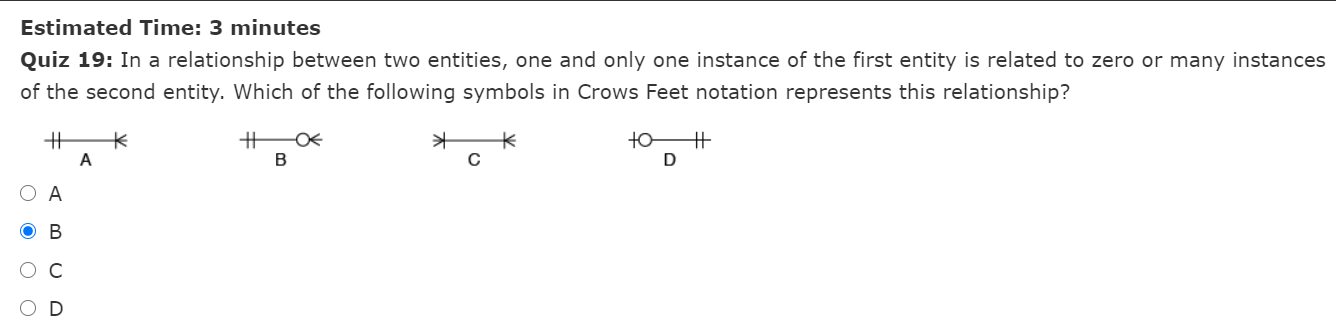 Estimated Time: 3 minutes
Quiz 19: In a relationship between two entities, one and only one instance of the first entity is related to zero or many instances
of the second entity. Which of the following symbols in Crows Feet notation represents this relationship?
A B C D
A
B
C
D